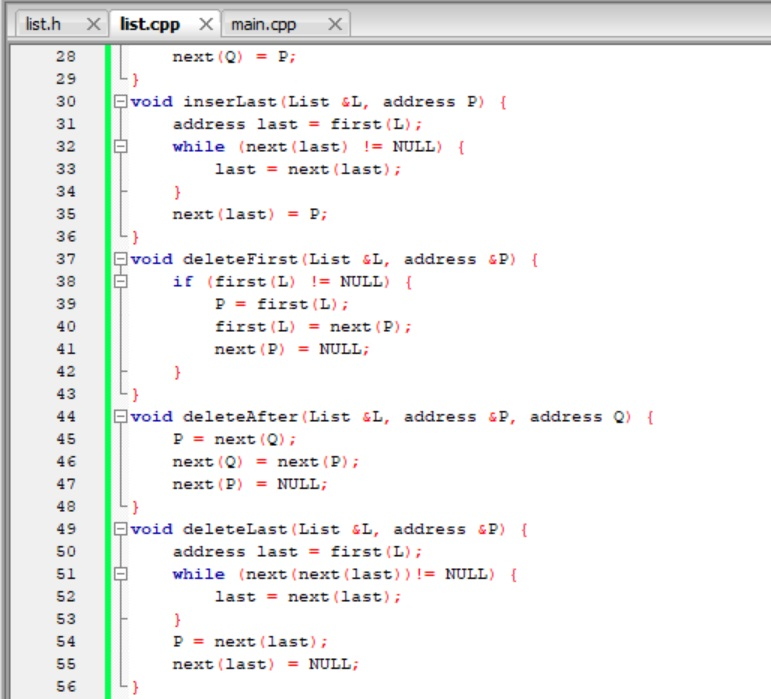 list.h × list.cpp × main.cpp ×
28 next(Q) = P;
29 }
30 void inserLast(List &L, address P) {
31 address last = first(L);
32 while (next(last) != NULL) {
33 last = next(last);
34 }
35 next(last) = P;
36 }
37 void deleteFirst(List &L, address &P) {
38 if (first(L) != NULL) {
39 P = first(L);
40 first(L) = next(P);
41 next(P) = NULL;
42 }
43 }
44 void deleteAfter(List &L, address &P, address Q) {
45 P = next(Q);
46 next(Q) = next(P);
47 next(P) = NULL;
48 }
49 void deleteLast(List &L, address &P) {
50 address last = first(L);
51 while (next(next(last))!= NULL) {
52 last = next(last);
53 }
54 P = next(last);
55 next(last) = NULL;
56 }